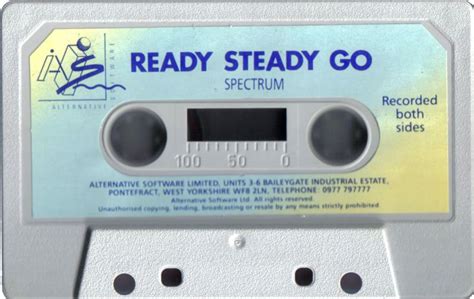 ALTERNATIVE
SOFTWARE
READY STEADY GO
SPECTRUM
Recorded
both
sides
100 50 0
ALTERNATIVE SOFTWARE LIMITED, UNITS 3-6 BAILEYGATE INDUSTRIAL ESTATE,
PONTEFRACT, WEST YORKSHIRE WF8 2LN, TELEPHONE: 0977 797777
Alternative Software Ltd. All rights reserved
Unauthorised copying, lending, broadcasting or resale by any means strictly prohibited